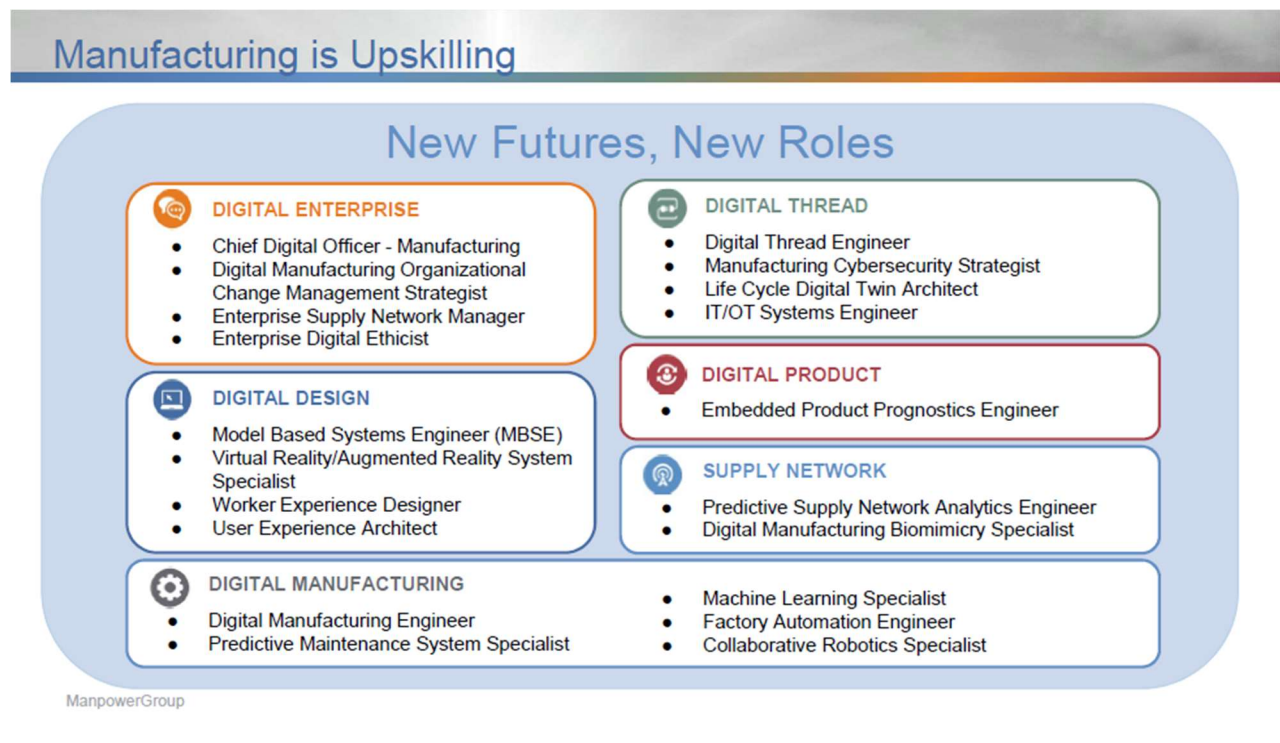 Manufacturing is Upskilling
New Futures, New Roles
DIGITAL ENTERPRISE
● Chief Digital Officer - Manufacturing
● Digital Manufacturing Organizational
Change Management Strategist
● Enterprise Supply Network Manager
● Enterprise Digital Ethicist
DIGITAL DESIGN
● Model Based Systems Engineer (MBSE)
● Virtual Reality/Augmented Reality System
Specialist
● Worker Experience Designer
● User Experience Architect
DIGITAL THREAD
● Digital Thread Engineer
● Manufacturing Cybersecurity Strategist
● Life Cycle Digital Twin Architect
● IT/OT Systems Engineer
DIGITAL PRODUCT
● Embedded Product Prognostics Engineer
SUPPLY NETWORK
● Predictive Supply Network Analytics Engineer
● Digital Manufacturing Biomimicry Specialist
DIGITAL MANUFACTURING
● Digital Manufacturing Engineer
● Predictive Maintenance System Specialist
● Machine Learning Specialist
● Factory Automation Engineer
● Collaborative Robotics Specialist
ManpowerGroup